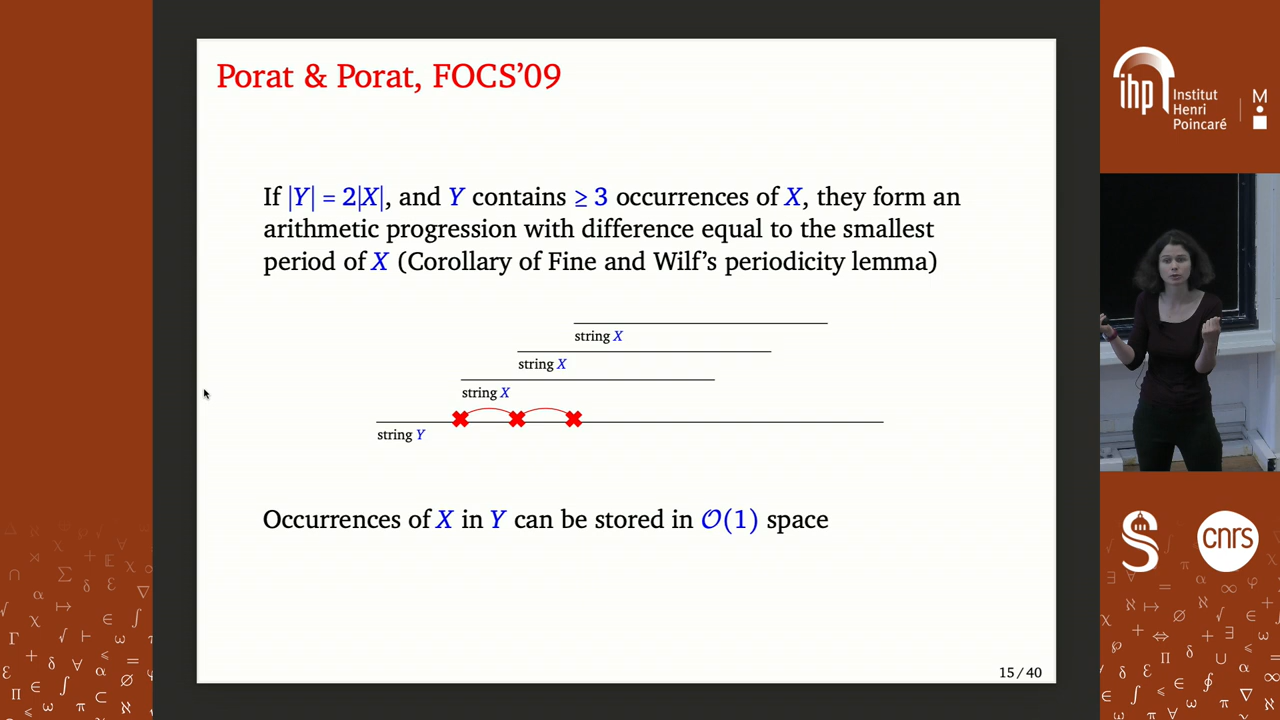 Porat & Porat, FOCS'09
If |Y| = 2|X|, and Y contains ≥ 3 occurrences of X, they form an
arithmetic progression with difference equal to the smallest
period of X (Corollary of Fine and Wilf's periodicity lemma)
string X
string X
string X
string Y
Occurrences of X in Y can be stored in O(1) space
15 / 40
ihp
Institut
Henri
Poincaré
M
S
cnrs